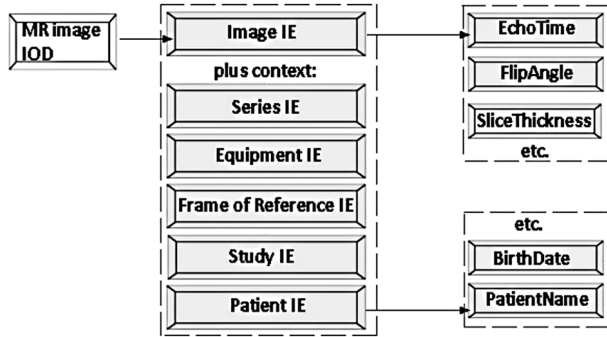 MR image
IOD
Image IE
plus context:
Series IE
Equipment IE
Frame of Reference IE
Study IE
Patient IE
EchoTime
FlipAngle
SliceThickness
etc.
etc.
BirthDate
PatientName